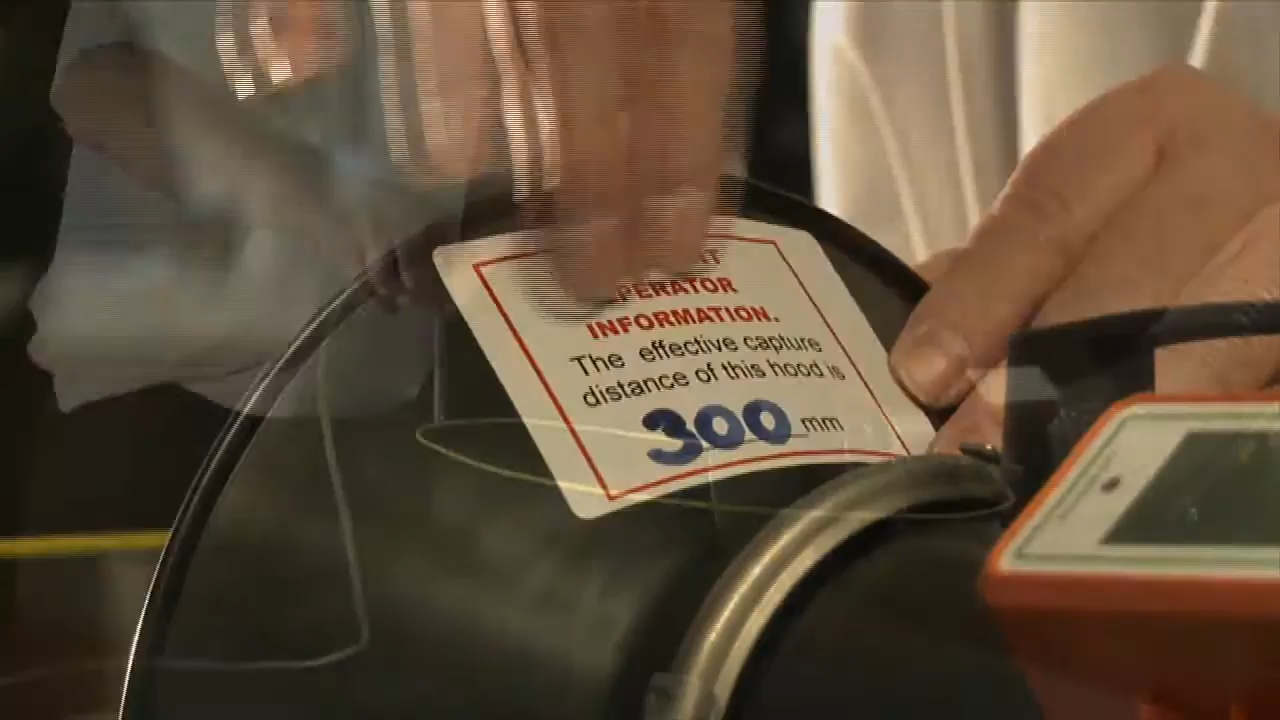 OPERATOR
INFORMATION.
The effective capture
distance of this hood is
300 mm